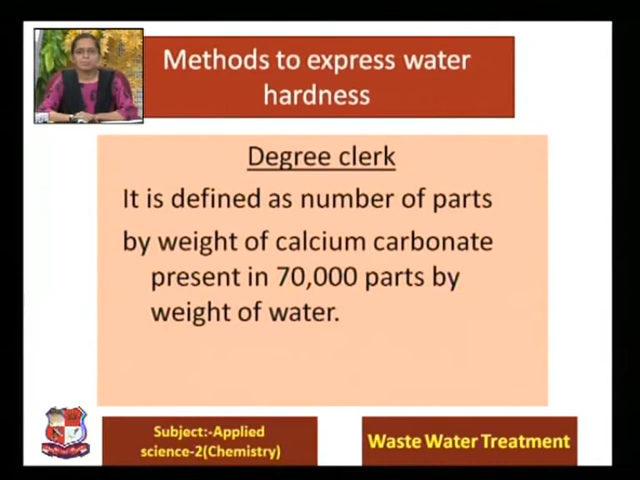 Methods to express water
hardness
Degree clerk
It is defined as number of parts
by weight of calcium carbonate
present in 70,000 parts by
weight of water.
Subject:-Applied
science-2(Chemistry)
Waste Water Treatment